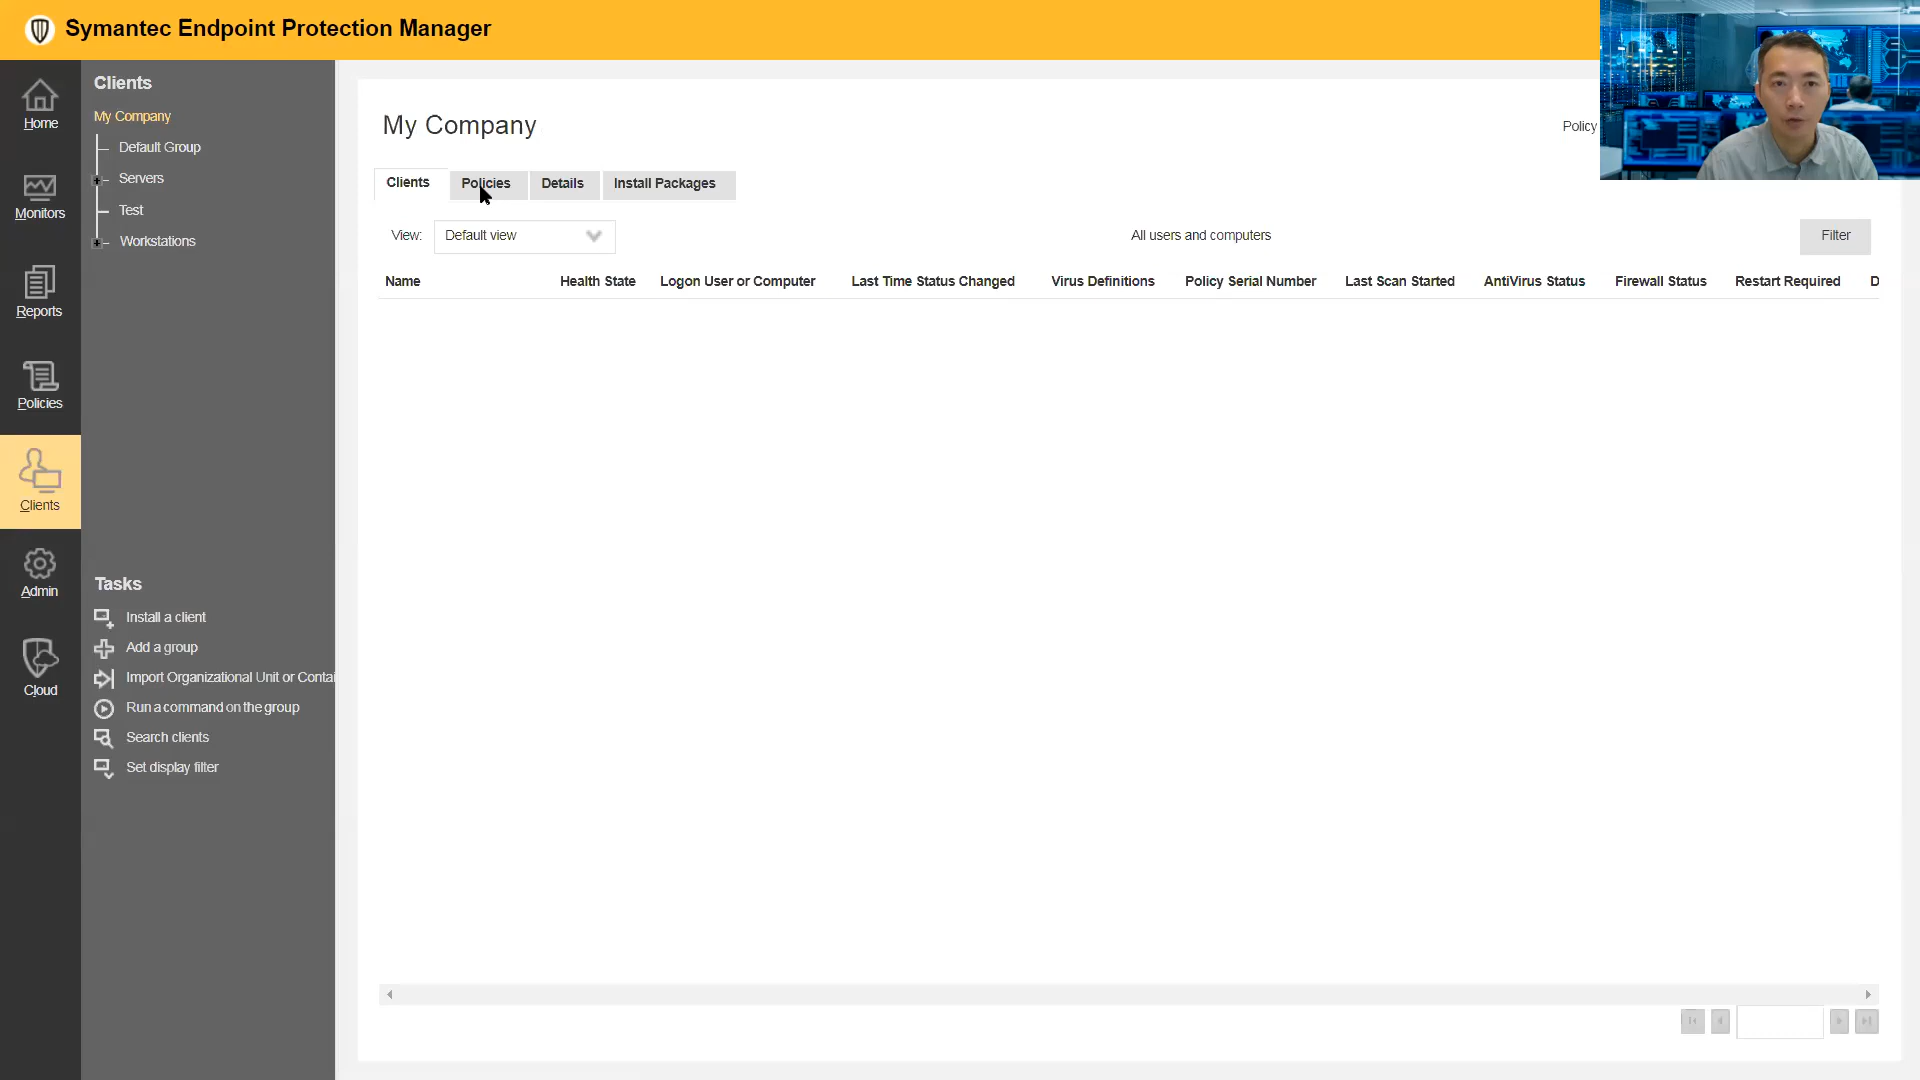 Symantec Endpoint Protection Manager
Home
Monitors
Reports
Policies
Clients
Admin
Cloud
Clients
My Company
Default Group
Servers
Test
Workstations
Tasks
Install a client
Add a group
Import Organizational Unit or Contai
Run a command on the group
Search clients
Set display filter
My Company
Policy
Clients Policies Details Install Packages
View: Default view All users and computers Filter
Name Health State Logon User or Computer Last Time Status Changed Virus Definitions Policy Serial Number Last Scan Started AntiVirus Status Firewall Status Restart Required D